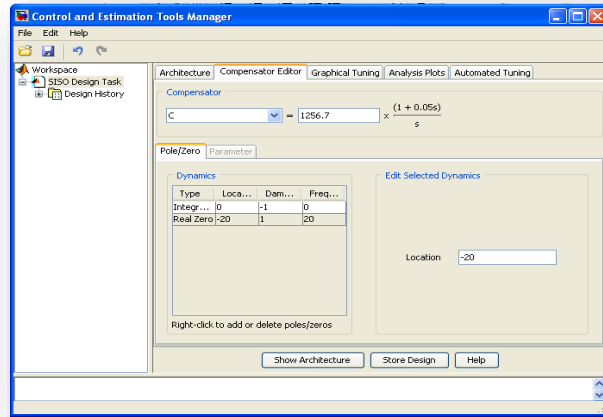 Control and Estimation Tools Manager
File Edit Help
Workspace
SISO Design Task
Design History
Architecture Compensator Editor Graphical Tuning Analysis Plots Automated Tuning
Compensator
C = 1256.7 x (1 + 0.05s)
s
Pole/Zero Parameter
Dynamics
Type Loca... Dam... Freq...
Integr... 0 -1 0
Real Zero -20 1 20
Right-click to add or delete poles/zeros
Edit Selected Dynamics
Location -20
Show Architecture Store Design Help